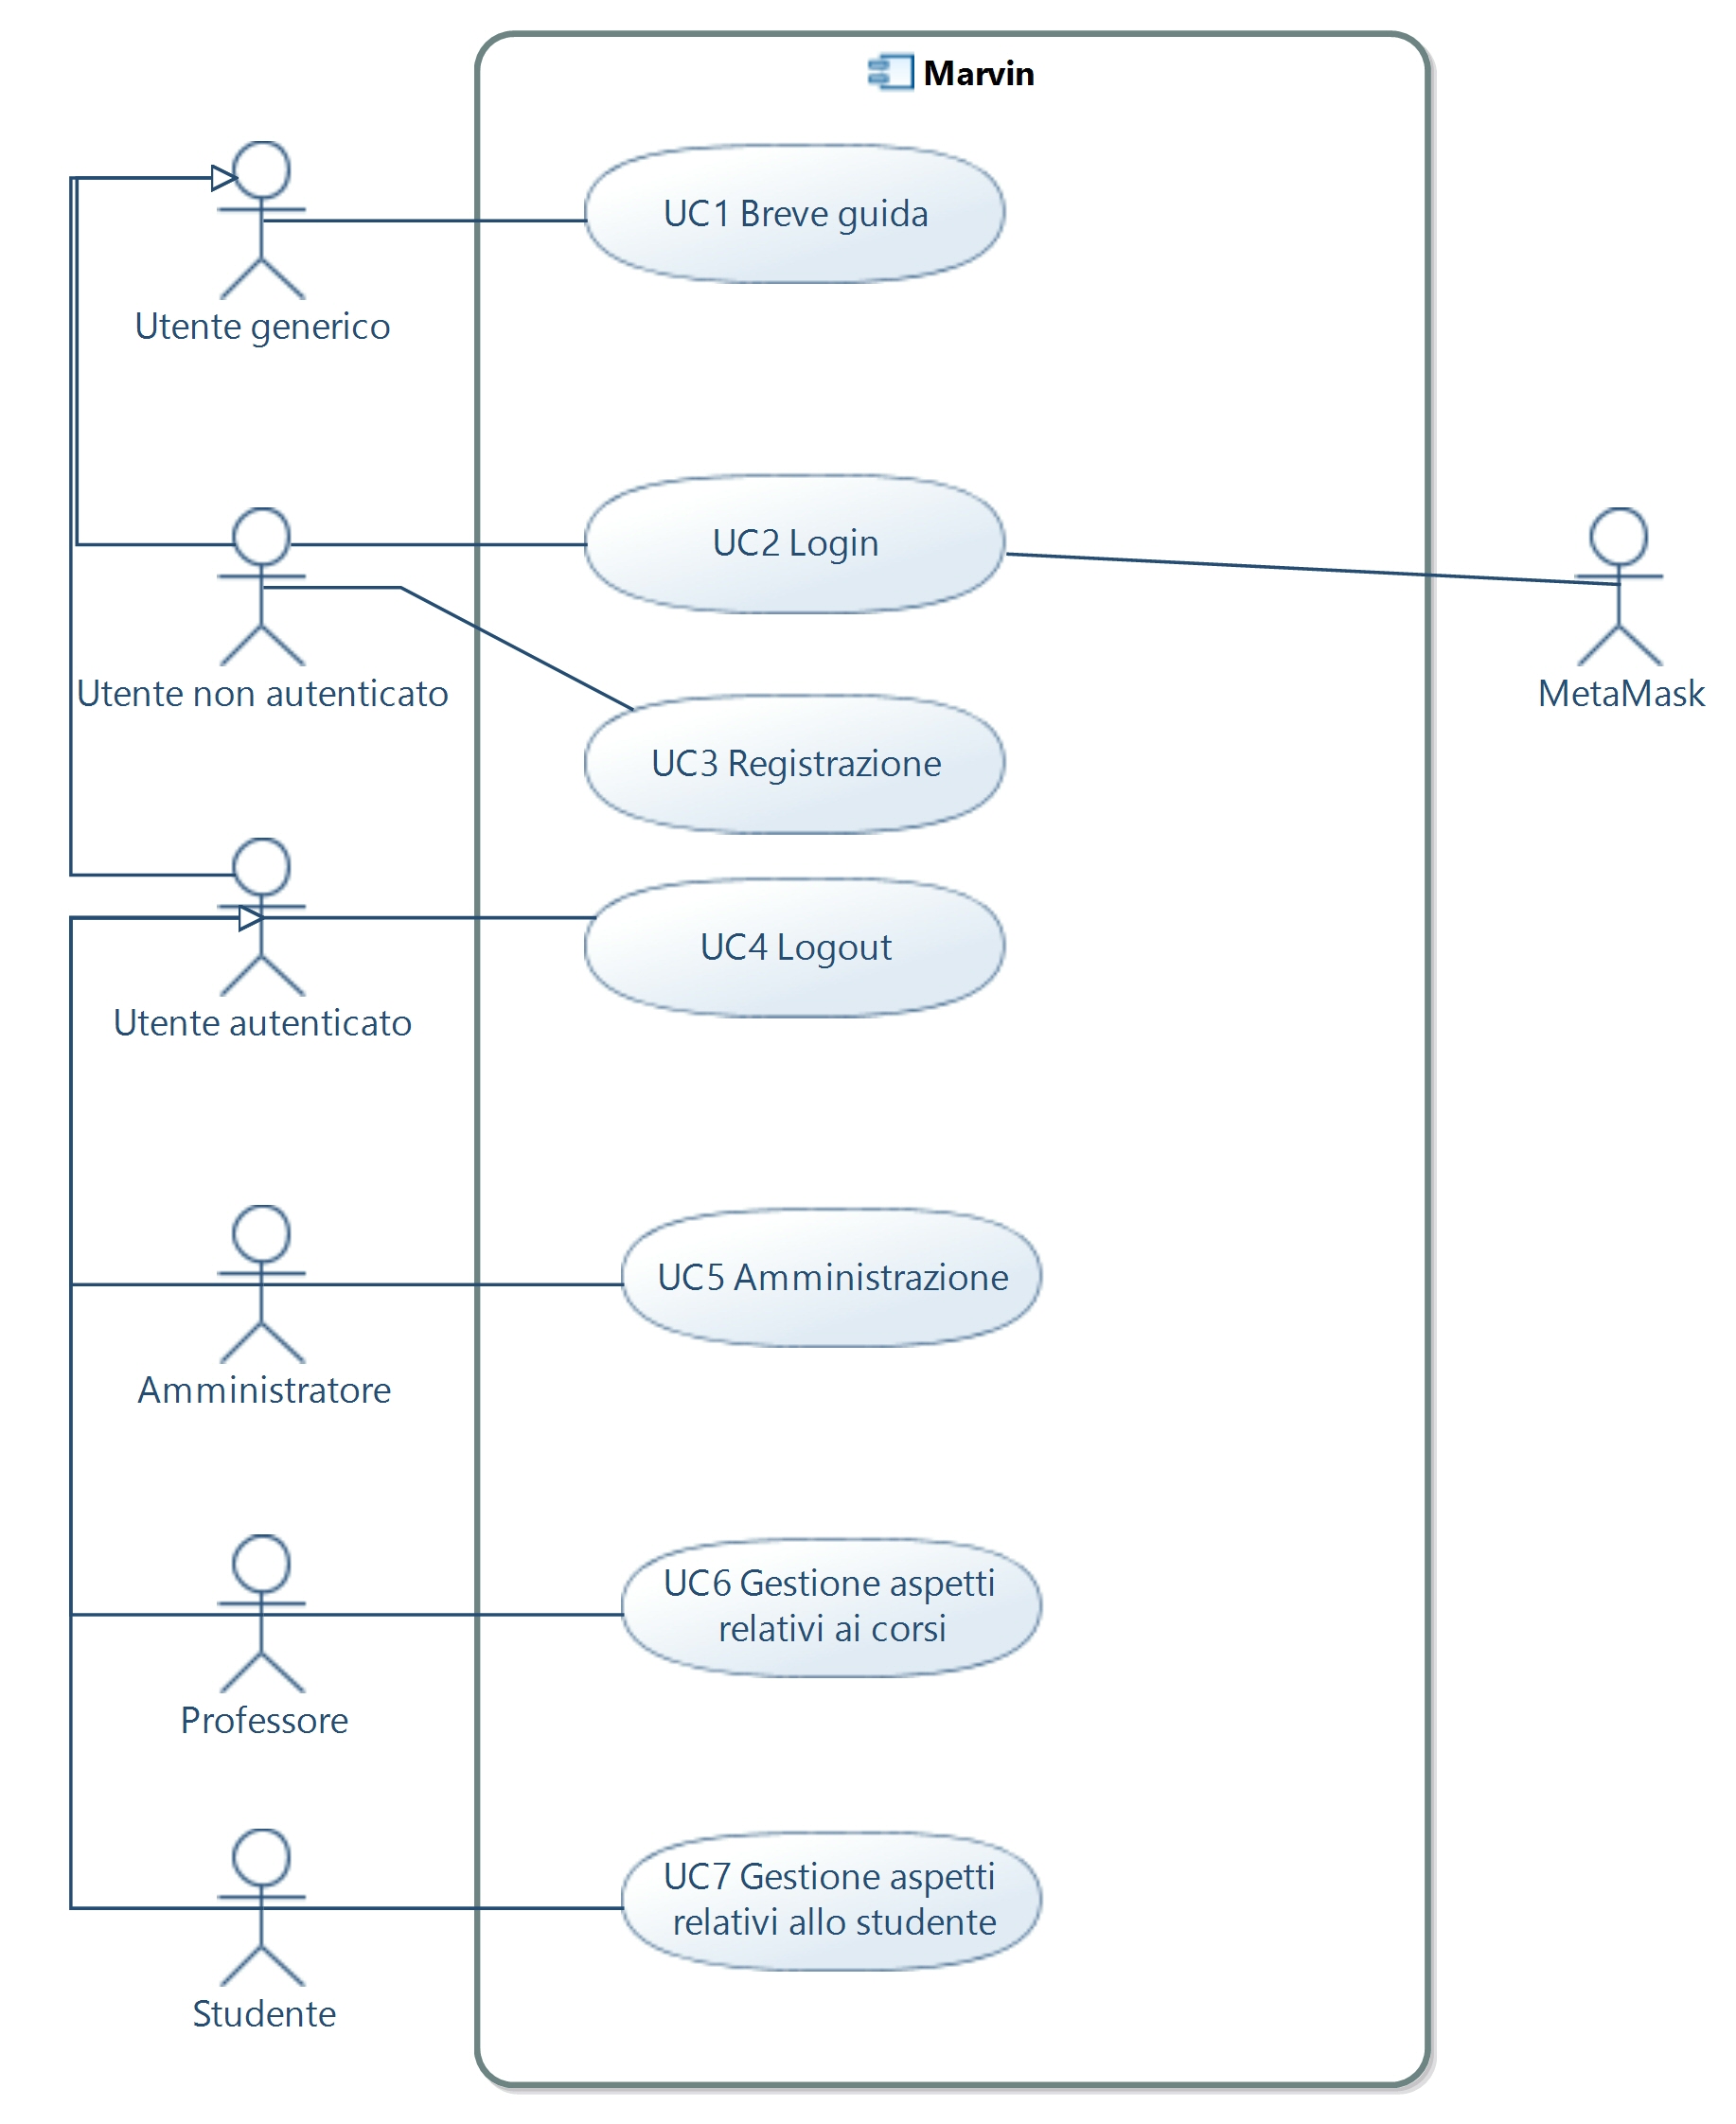 Marvin
UC1 Breve guida
Utente generico
UC2 Login
Utente non autenticato
MetaMask
UC3 Registrazione
UC4 Logout
Utente autenticato
UC5 Amministrazione
Amministratore
UC6 Gestione aspetti
relativi ai corsi
Professore
UC7 Gestione aspetti
relativi allo studente
Studente